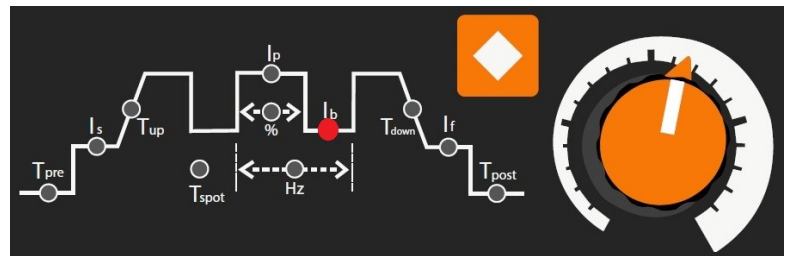 Ip
Is
Tup
%
Ib
Tdown
If
Tpre
Tspot
Hz
Tpost